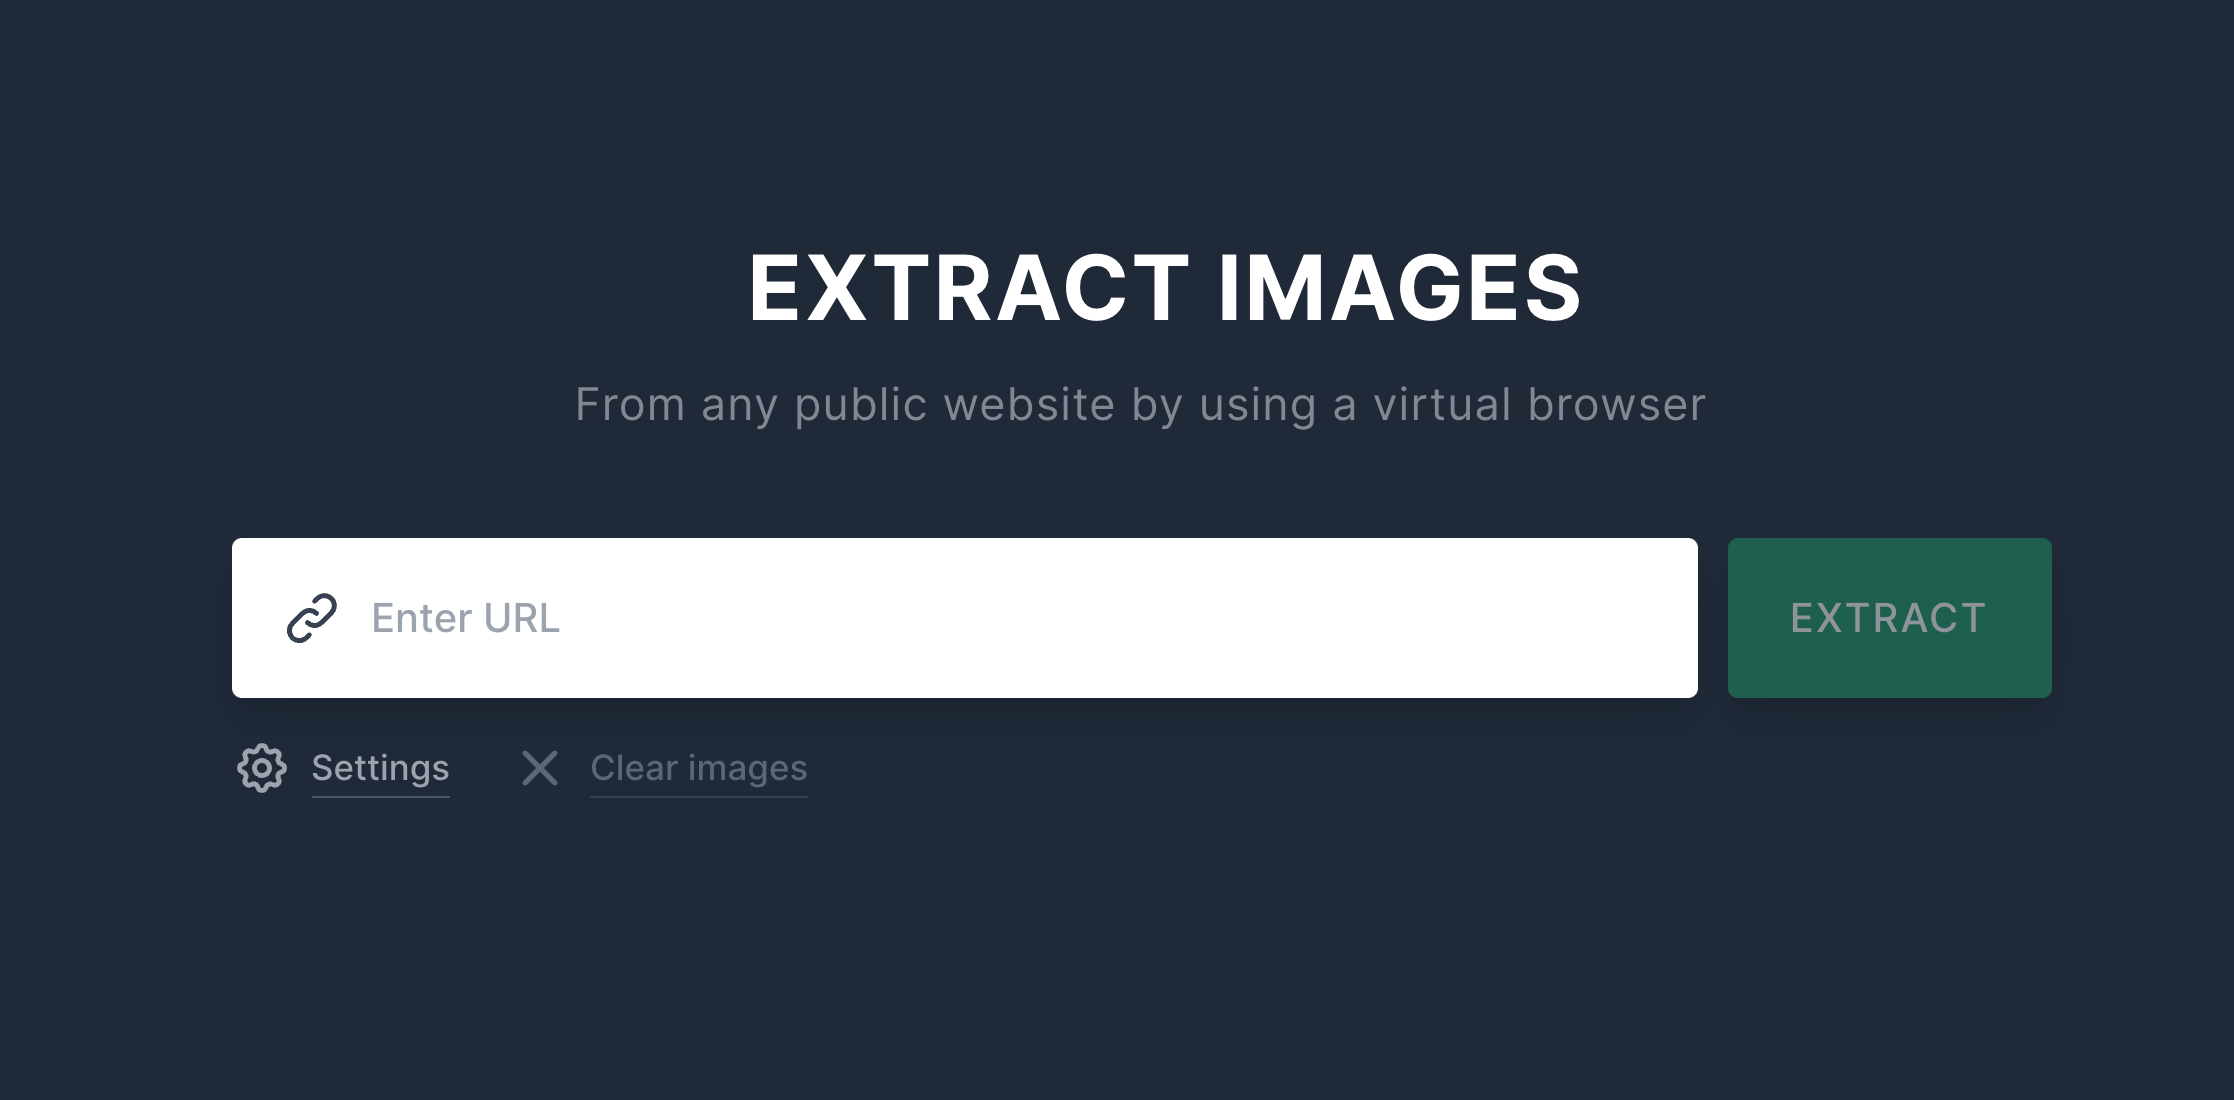 EXTRACT IMAGES
From any public website by using a virtual browser
Enter URL
EXTRACT
Settings
Clear images